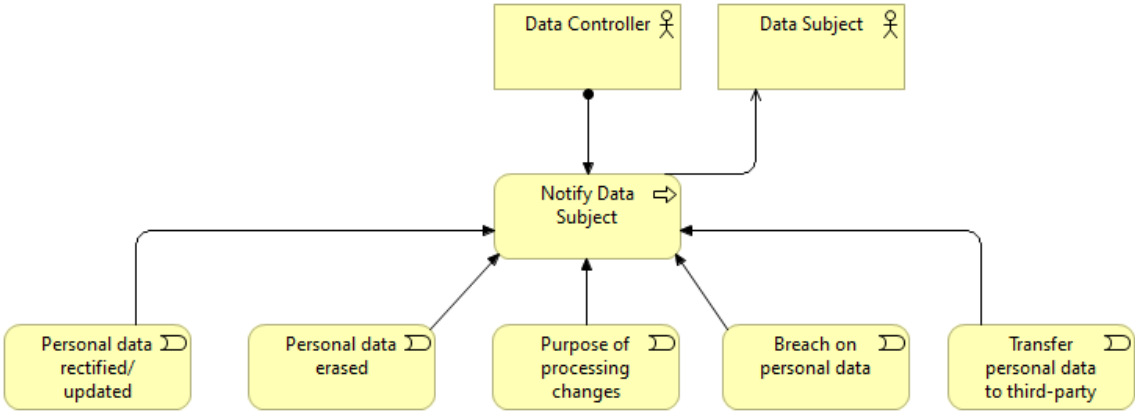 Data Controller
Data Subject
Notify Data
Subject
Personal data
rectified/
updated
Personal data
erased
Purpose of
processing
changes
Breach on
personal data
Transfer
personal data
to third-party